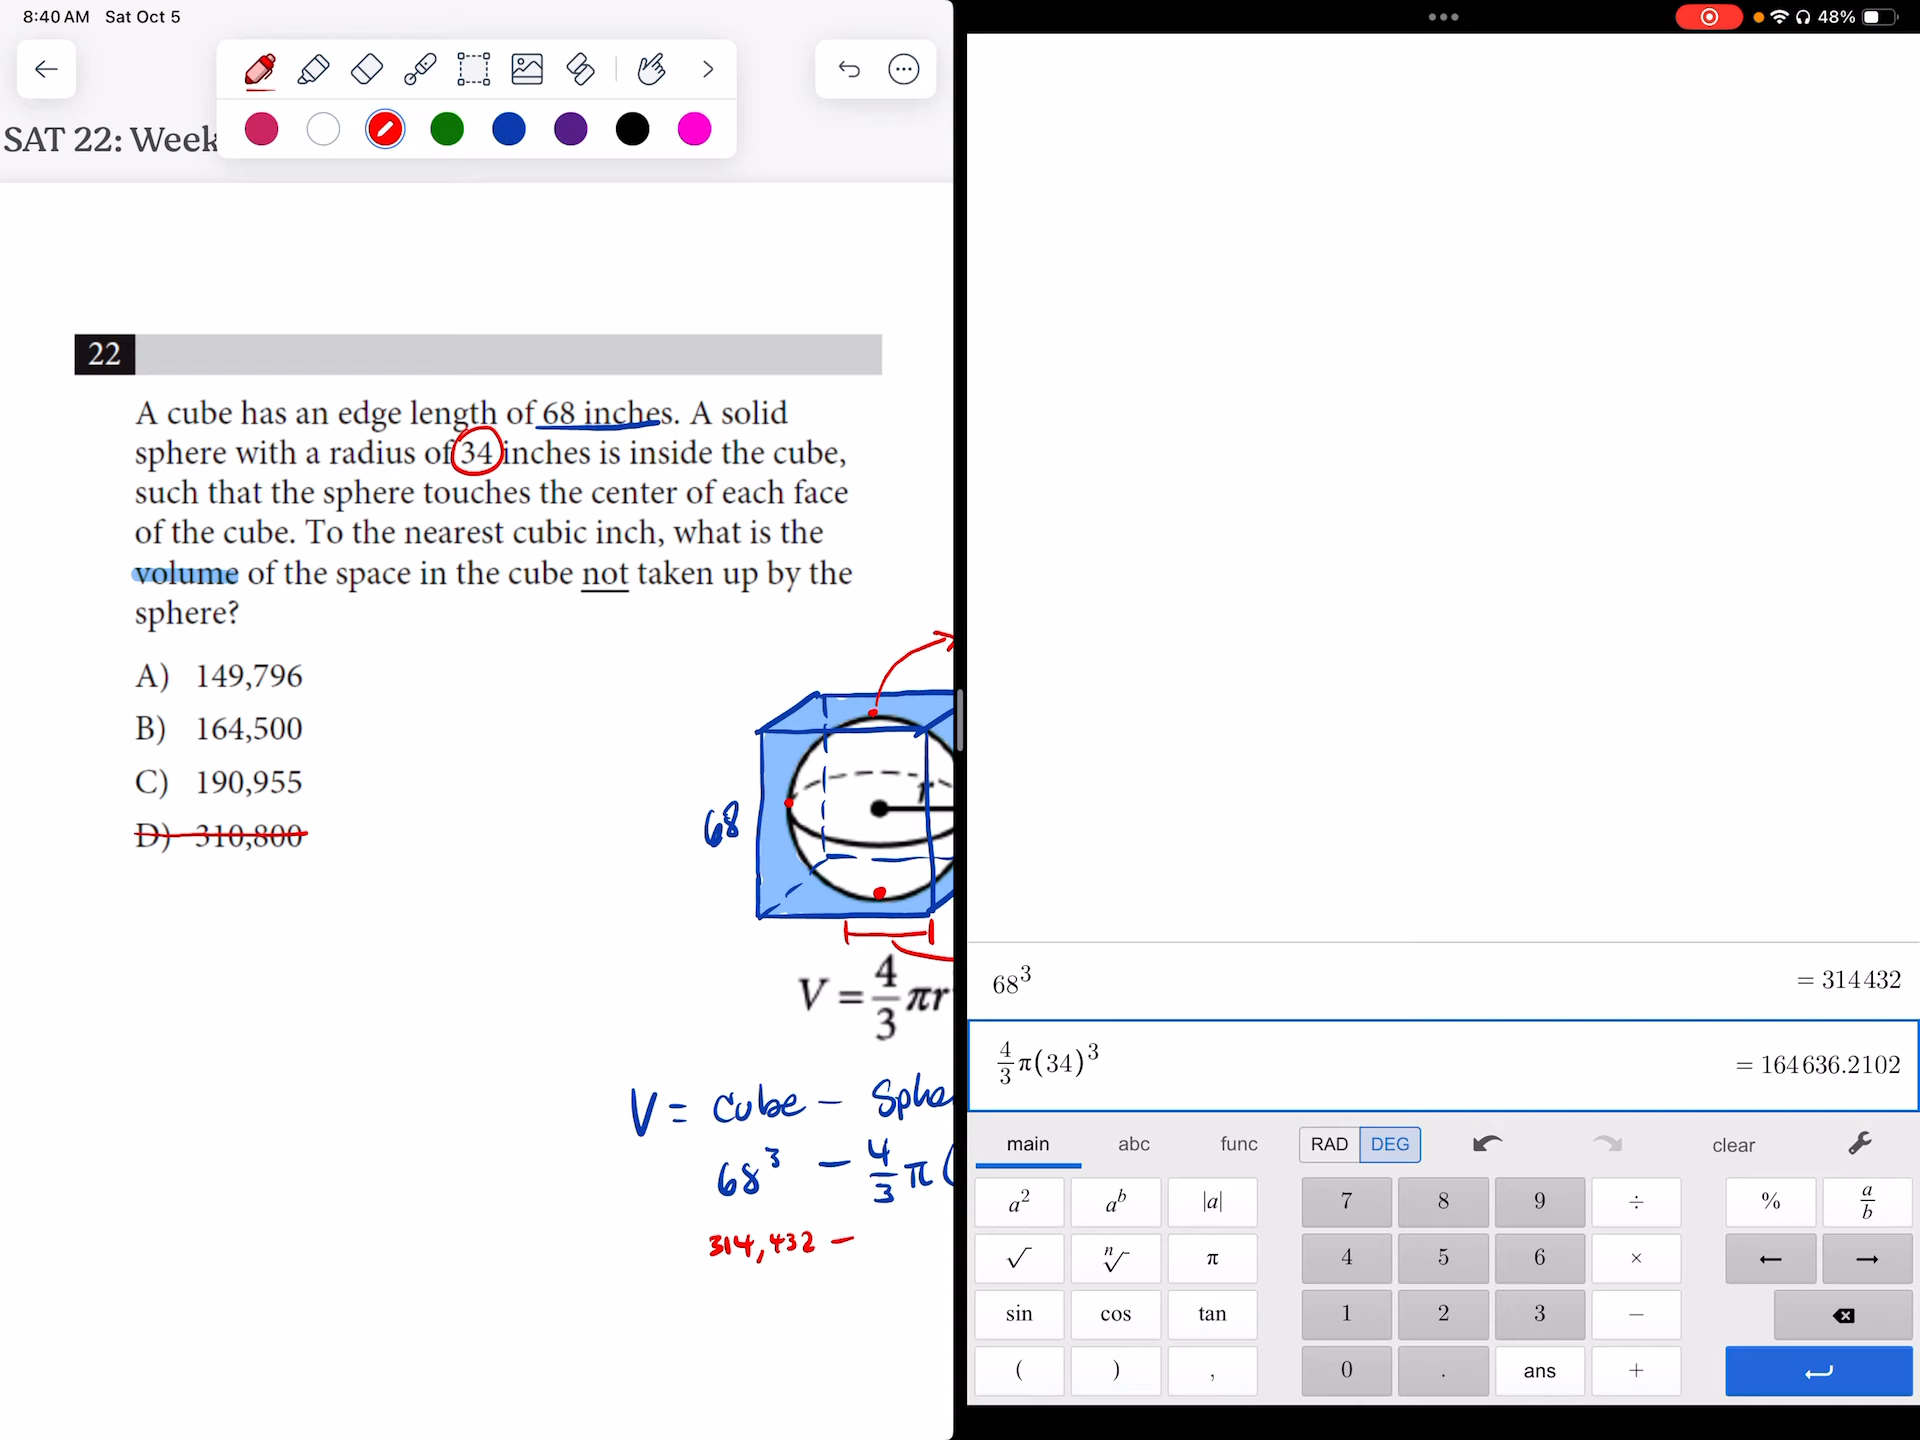 8:40 AM Sat Oct 5
48%
SAT 22: Week
22
A cube has an edge length of 68 inches. A solid
sphere with a radius of 34 inches is inside the cube,
such that the sphere touches the center of each face
of the cube. To the nearest cubic inch, what is the
volume of the space in the cube not taken up by the
sphere?
A) 149,796
B) 164,500
C) 190,955
D) 310,800
68
r
V = 4/3 πr
V = Cube - Sphe
68³ - 4/3 π (
314,432 -
68³ = 314432
4/3 π(34)³ = 164636.2102
main abc func RAD DEG clear
a² aᵇ |a| 7 8 9 ÷ % a/b
√ ⁿ√ π 4 5 6 × ← →
sin cos tan 1 2 3 −
( ) , 0 . ans +